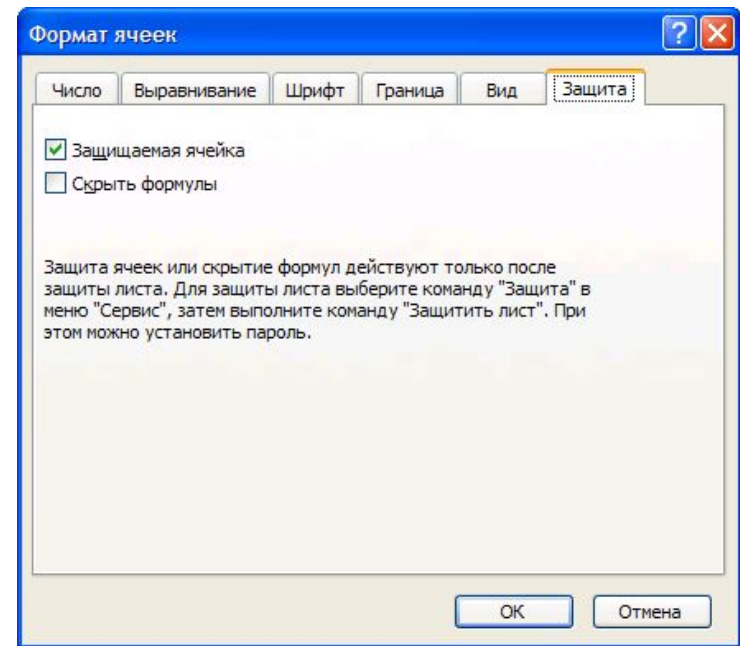 Формат ячеек
Число Выравнивание Шрифт Граница Вид Защита
Защищаемая ячейка
Скрыть формулы
Защита ячеек или скрытие формул действуют только после
защиты листа. Для защиты листа выберите команду "Защита" в
меню "Сервис", затем выполните команду "Защитить лист". При
этом можно установить пароль.
ОК Отмена